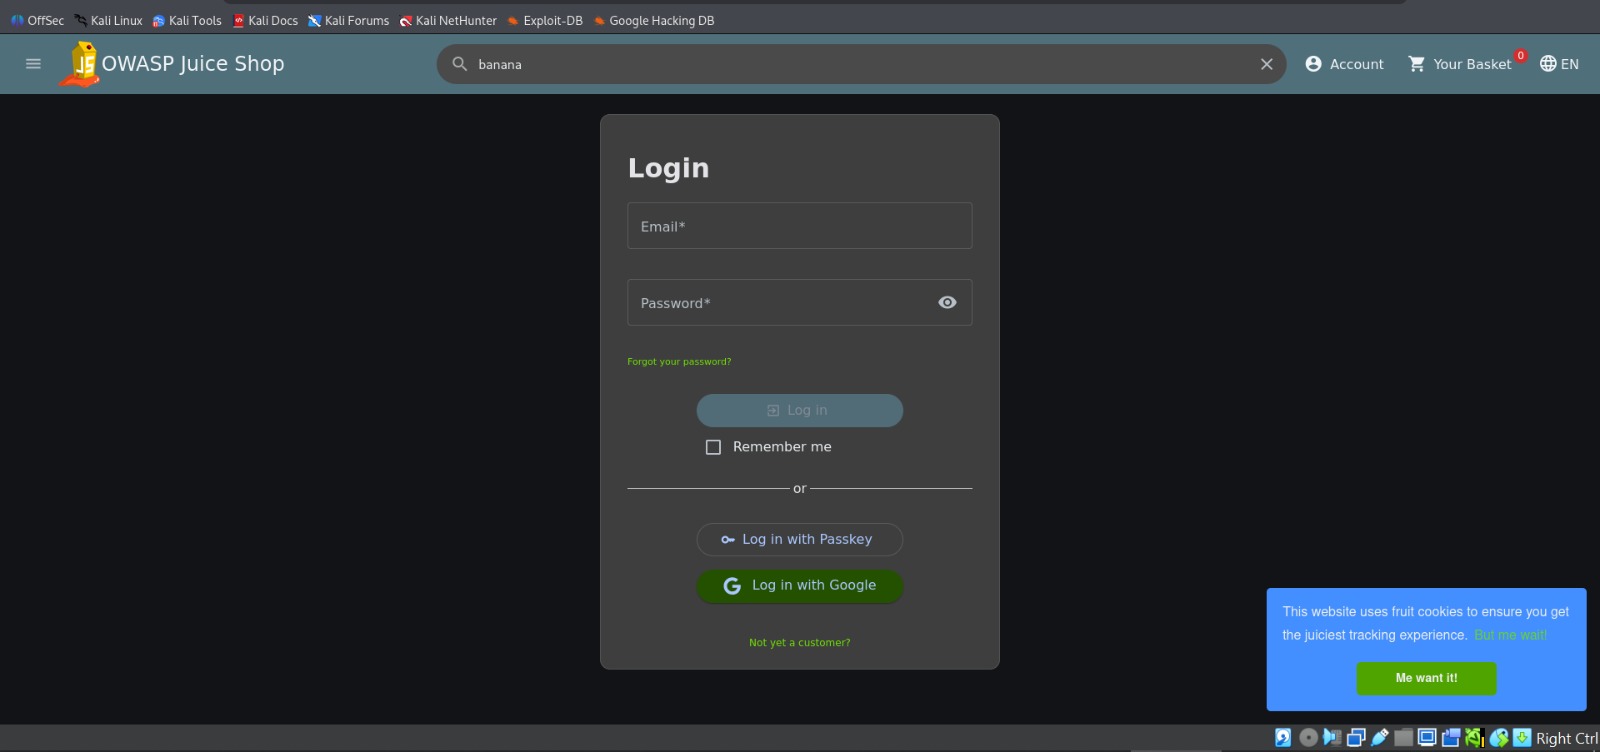 OffSec Kali Linux Kali Tools Kali Docs Kali Forums Kali NetHunter Exploit-DB Google Hacking DB
JS OWASP Juice Shop banana Account Your Basket 0 EN
Login
Email*
Password*
Forgot your password?
Log in
Remember me
or
Log in with Passkey
G Log in with Google
Not yet a customer?
This website uses fruit cookies to ensure you get
the juiciest tracking experience. But me wait!
Me want it!
Right Ctrl